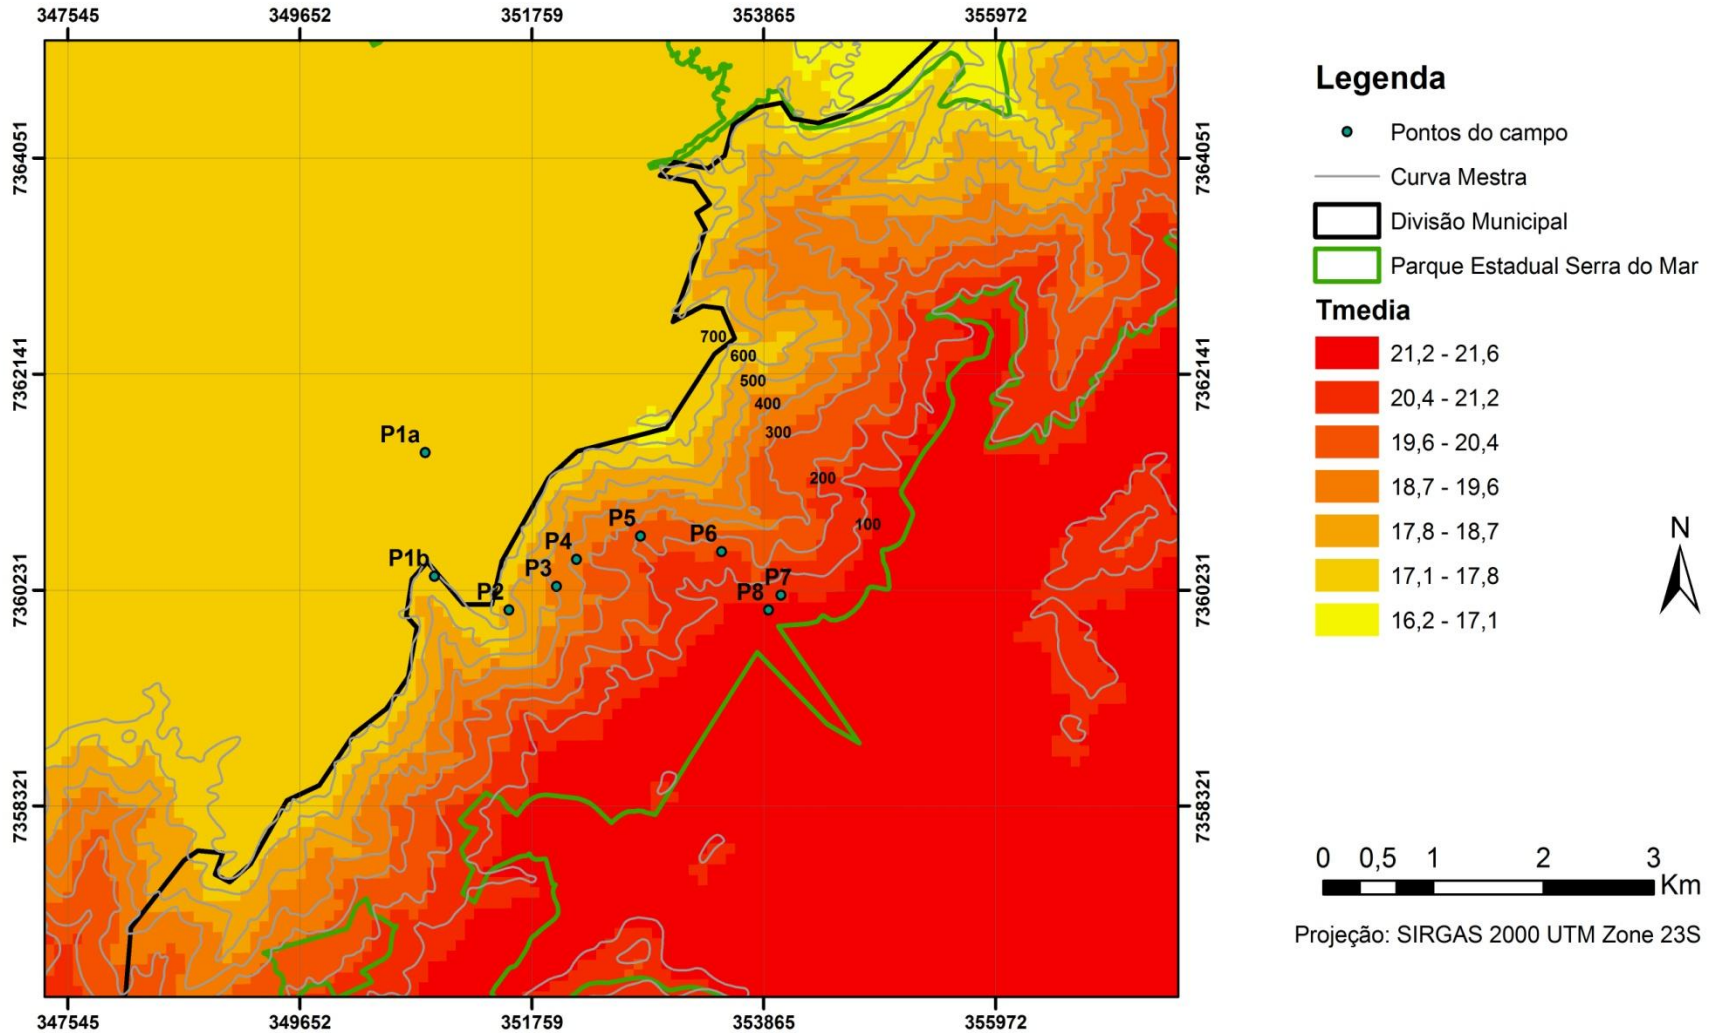 347545 349652 351759 353865 355972
7364051 7364051
700
600
7362141 7362141
500
400
300
P1a
200
100
P5
P6
P4
P1b
P3
P7
7360231 7360231
P2 P8
7358321 7358321
347545 349652 351759 353865 355972
Legenda
Pontos do campo
Curva Mestra
Divisão Municipal
Parque Estadual Serra do Mar
Tmedia
21,2 - 21,6
20,4 - 21,2
19,6 - 20,4
18,7 - 19,6
17,8 - 18,7
17,1 - 17,8
16,2 - 17,1
N
0 0,5 1 2 3
Km
Projeção: SIRGAS 2000 UTM Zone 23S